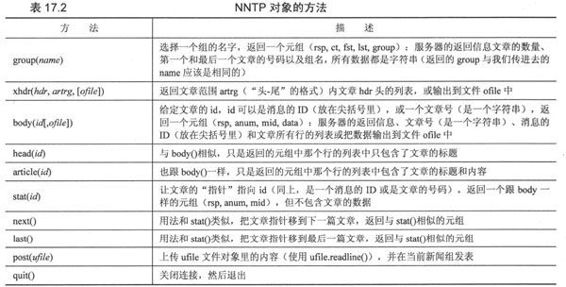 表 17.2 NNTP 对象的方法
方 法 描 述
group(name) 选择一个组的名字，返回一个元组（rsp, ct, fst, lst, group）：服务器的返回信息文章的数量、
第一个和最后一个文章的号码以及组名，所有数据都是字符串（返回的 group 与我们传进去的
name 应该是相同的）
xhdr(hdr, artrg, [ofile]) 返回文章范围 artrg（“头-尾”的格式）内文章 hdr 头的列表，或输出到文件 ofile 中
body(id[,ofile]) 给定文章的 id，id 可以是消息的 ID（放在尖括号里），或一个文章号（是一个字符串），返
回一个元组（rsp, anum, mid, data）：服务器的返回信息、文章号（是一个字符串）、消息的
ID（放在尖括号里）和文章所有行的列表或把数据输出到文件 ofile 中
head(id) 与 body()相似，只是返回的元组中那个行的列表中只包含了文章的标题
article(id) 也跟 body()一样，只是返回的元组中那个行的列表中包含了文章的标题和内容
stat(id) 让文章的“指针”指向 id（同上，是一个消息的 ID 或是文章的号码）。返回一个跟 body 一
样的元组（rsp, anum, mid），但不包含文章的数据
next() 用法和 stat()类似，把文章指针移到下一篇文章，返回与 stat()相似的元组
last() 用法和 stat()类似，把文章指针移到最后一篇文章，返回与 stat()相似的元组
post(ufile) 上传 ufile 文件对象里的内容（使用 ufile.readline()），并在当前新闻组发表
quit() 关闭连接，然后退出